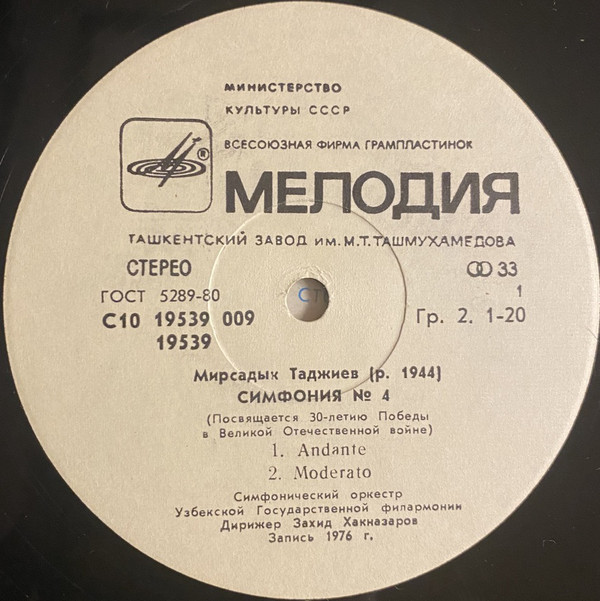 МИНИСТЕРСТВО
КУЛЬТУРЫ СССР
ВСЕСОЮЗНАЯ ФИРМА ГРАМПЛАСТИНОК
®
МЕЛОДИЯ
ТАШКЕНТСКИЙ ЗАВОД ИМ. М.Т. ТАШМУХАМЕДОВА
СТЕРЕО 33
ГОСТ 5289-80 1
С10 19539 009 Гр. 2. 1-20
19539
Мирсадых Таджиев (р. 1944)
СИМФОНИЯ № 4
(Посвящается 30-летию Победы
в Великой Отечественной войне)
1. Andante
2. Moderato
Симфонический оркестр
Узбекской Государственной филармонии
Дирижер Захид Хакназаров
Запись 1976 г.